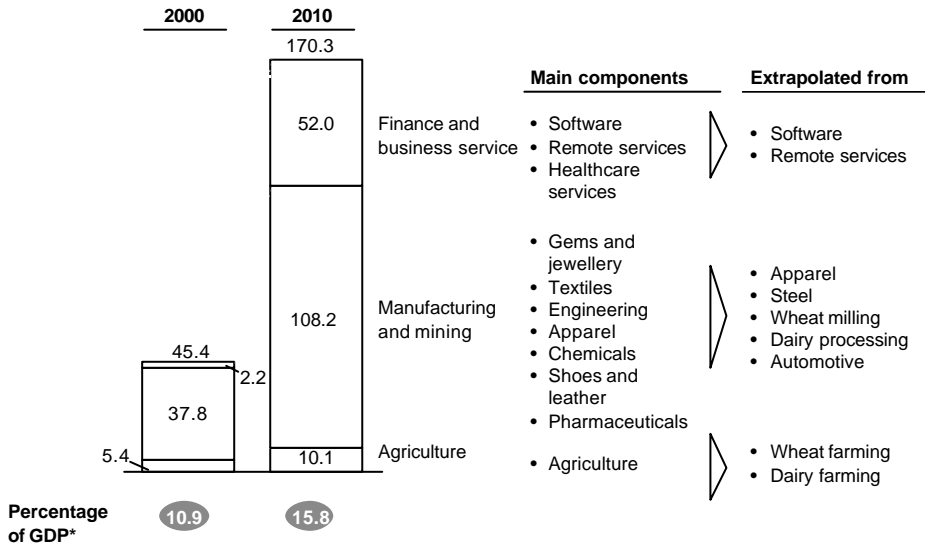 2000
2010
170.3
52.0
108.2
10.1
45.4
2.2
37.8
5.4
Finance and
business service
Manufacturing
and mining
Agriculture
Main components
• Software
• Remote services
• Healthcare
services
• Gems and
jewellery
• Textiles
• Engineering
• Apparel
• Chemicals
• Shoes and
leather
• Pharmaceuticals
• Agriculture
Extrapolated from
• Software
• Remote services
• Apparel
• Steel
• Wheat milling
• Dairy processing
• Automotive
• Wheat farming
• Dairy farming
Percentage
of GDP*
10.9
15.8